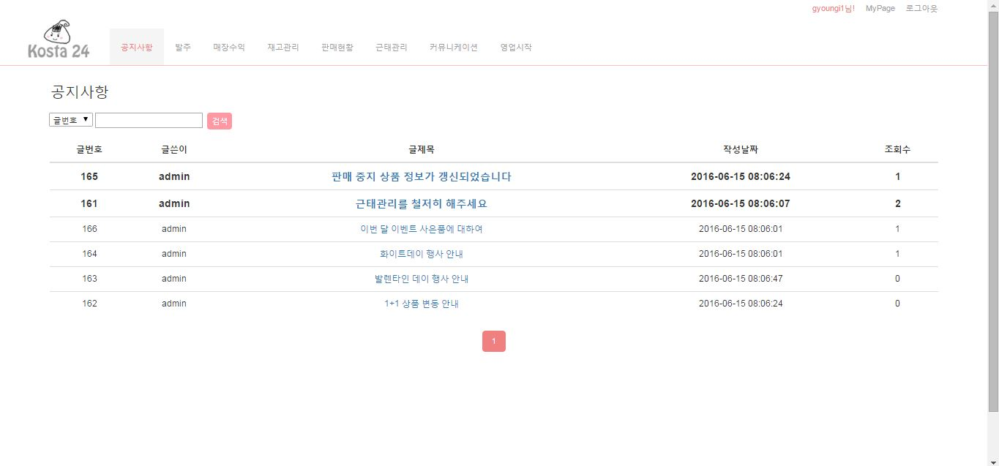 gyoungi1님! MyPage 로그아웃
Kosta 24
공지사항 발주 매장수익 재고관리 판매현황 근태관리 커뮤니케이션 영업시작
공지사항
글번호 ▼ 검색
글번호 글쓴이 글제목 작성날짜 조회수
165 admin 판매 중지 상품 정보가 갱신되었습니다 2016-06-15 08:06:24 1
161 admin 근태관리를 철저히 해주세요 2016-06-15 08:06:07 2
166 admin 이번 달 이벤트 사은품에 대하여 2016-06-15 08:06:01 1
164 admin 화이트데이 행사 안내 2016-06-15 08:06:01 1
163 admin 발렌타인 데이 행사 안내 2016-06-15 08:06:47 0
162 admin 1+1 상품 변동 안내 2016-06-15 08:06:24 0
1